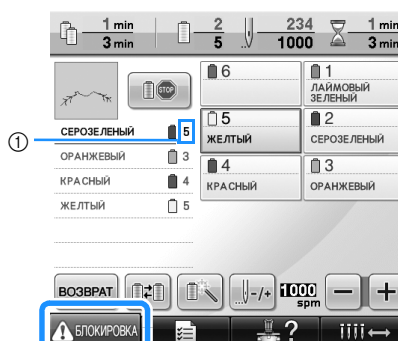 1 min
3 min
2
5
234
1000
1 min
3 min
STOP
6
1
ЛАЙМОВЫЙ
ЗЕЛЕНЫЙ
5
ЖЕЛТЫЙ
2
СЕРОЗЕЛЕНЫЙ
4
КРАСНЫЙ
3
ОРАНЖЕВЫЙ
1
СЕРОЗЕЛЕНЫЙ 5
ОРАНЖЕВЫЙ 3
КРАСНЫЙ 4
ЖЕЛТЫЙ 5
ВОЗВРАТ
-/+
1000
spm
− +
БЛОКИРОВКА
?